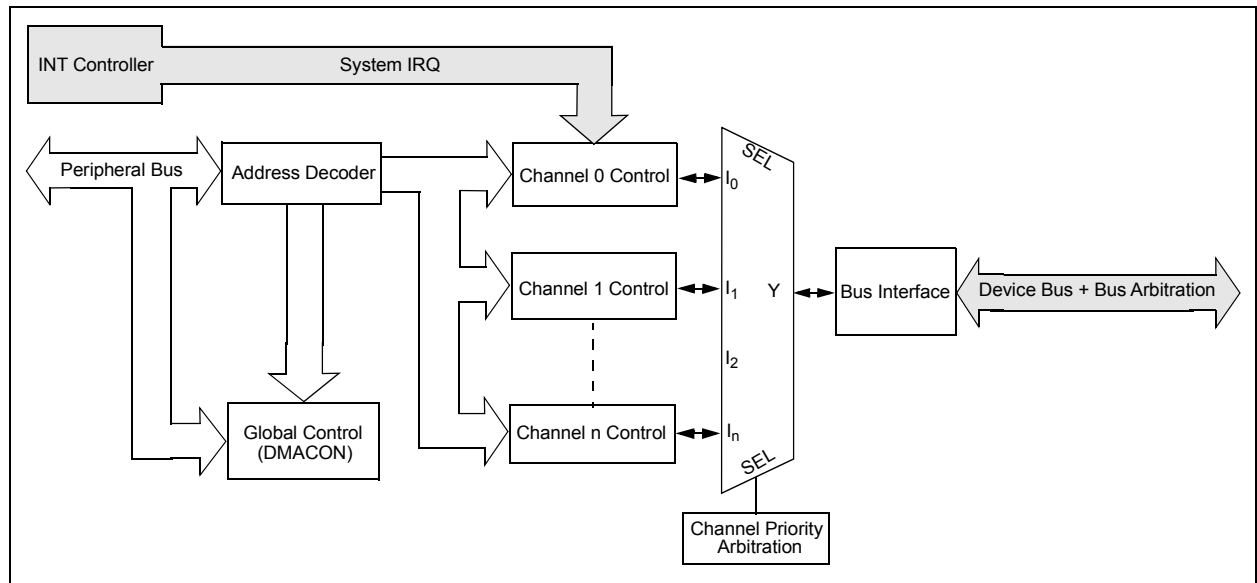 INT Controller
System IRQ
Peripheral Bus
Address Decoder
Channel 0 Control
SEL
I0
Channel 1 Control
I1
Y
Bus Interface
Device Bus + Bus Arbitration
I2
Global Control
(DMACON)
Channel n Control
In
SEL
Channel Priority
Arbitration